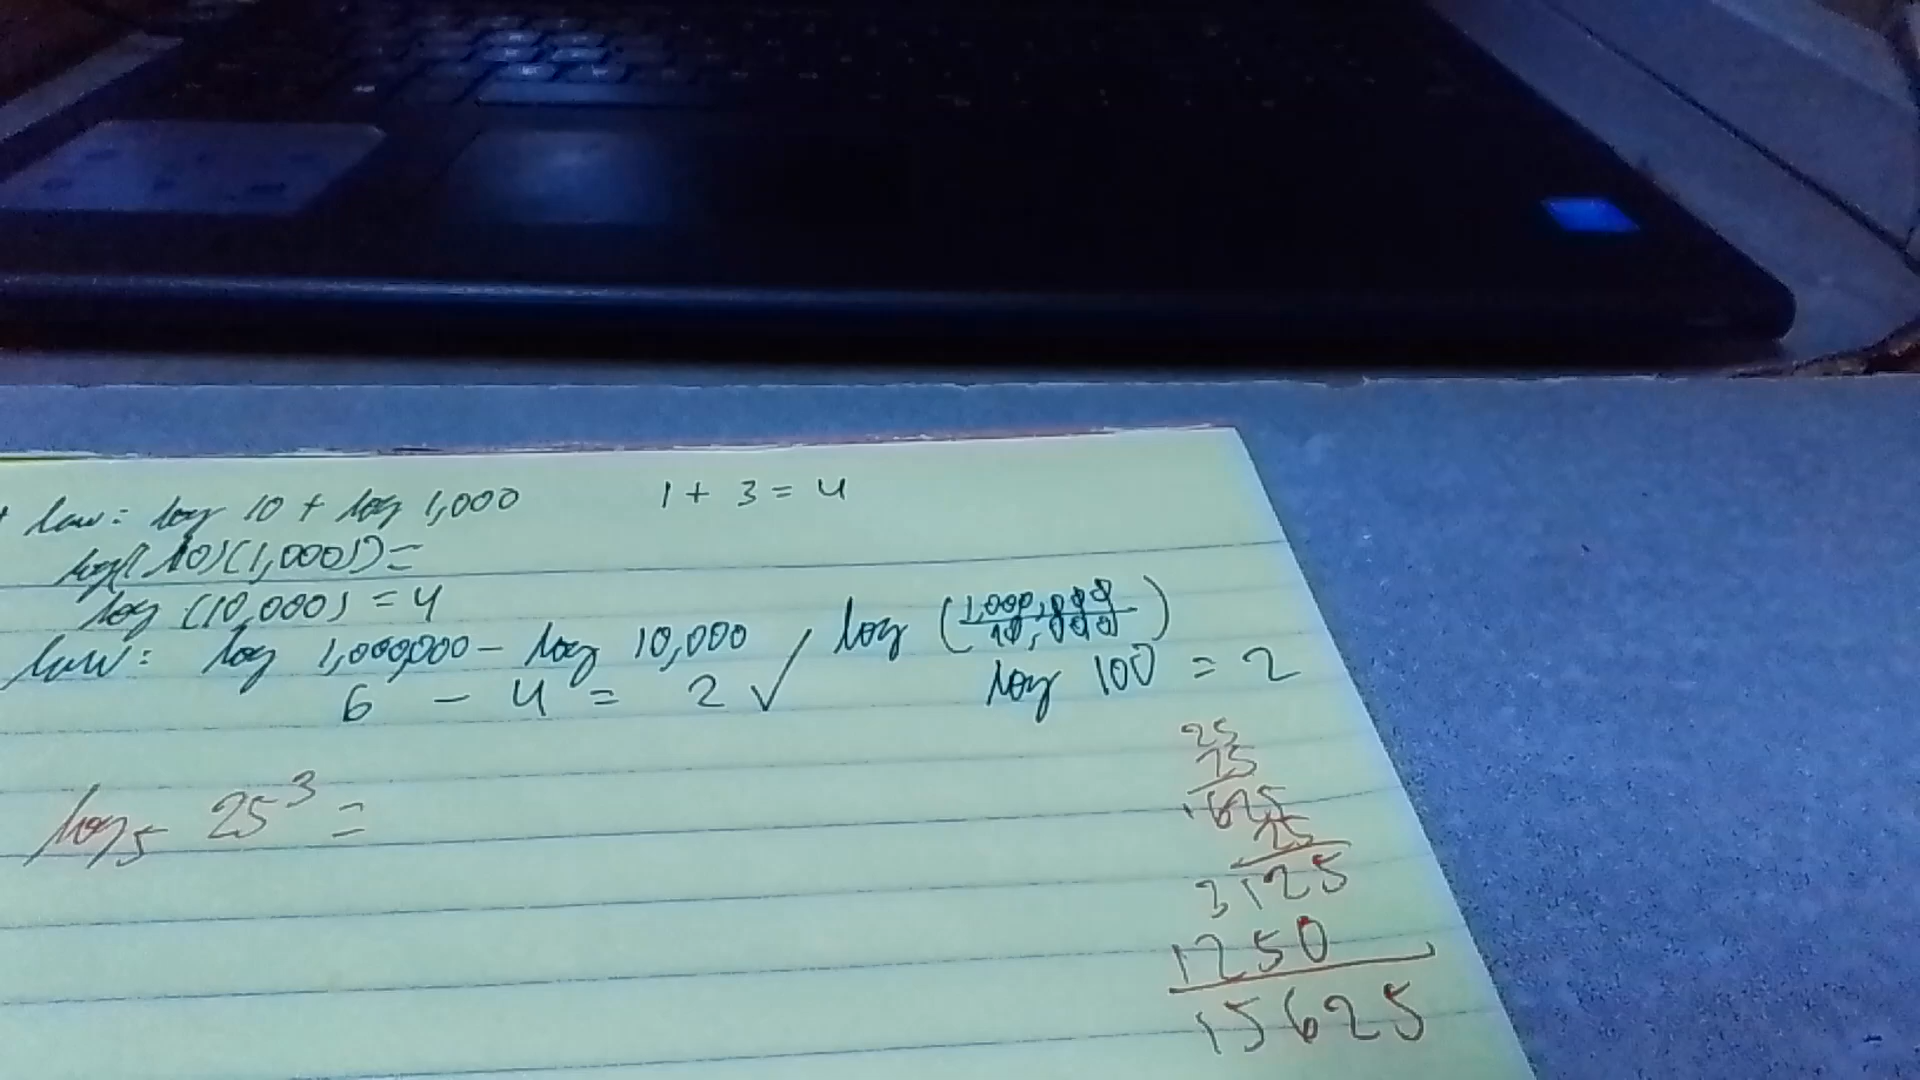 law: log 10 + log 1,000 1 + 3 = 4
log((10)(1,000)) =
log (10,000) = 4
law: log 1,000,000 - log 10,000 ✓ log (1,000,000/10,000)
6 - 4 = 2 log 100 = 2
log₅ 25³ =
25
25
625
25
3125
1250
15625